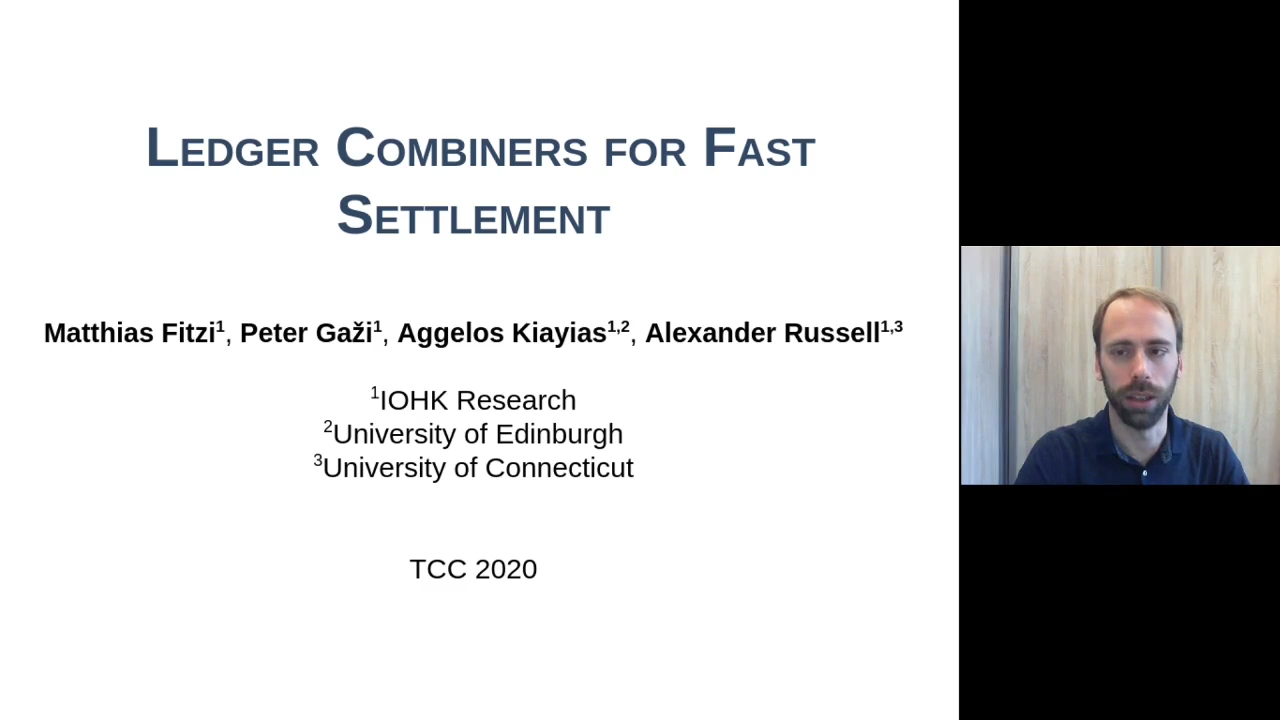 Ledger Combiners for Fast
Settlement
Matthias Fitzi¹, Peter Gaži¹, Aggelos Kiayias¹,², Alexander Russell¹,³
¹IOHK Research
²University of Edinburgh
³University of Connecticut
TCC 2020